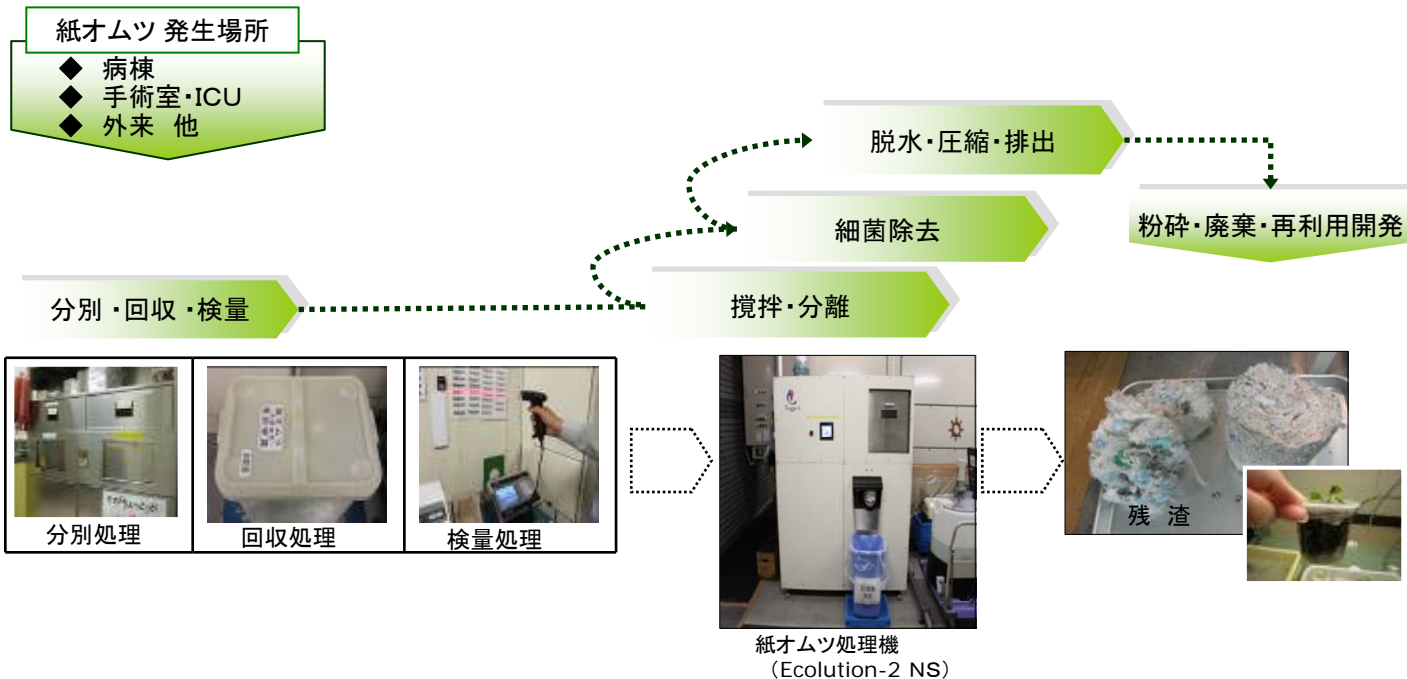 紙オムツ 発生場所
◆ 病棟
◆ 手術室・ICU
◆ 外来 他
脱水・圧縮・排出
細菌除去
粉砕・廃棄・再利用開発
分別・回収・検量
撹拌・分離
分別処理
回収処理
検量処理
残 渣
紙オムツ処理機
（Ecolution-2 NS）